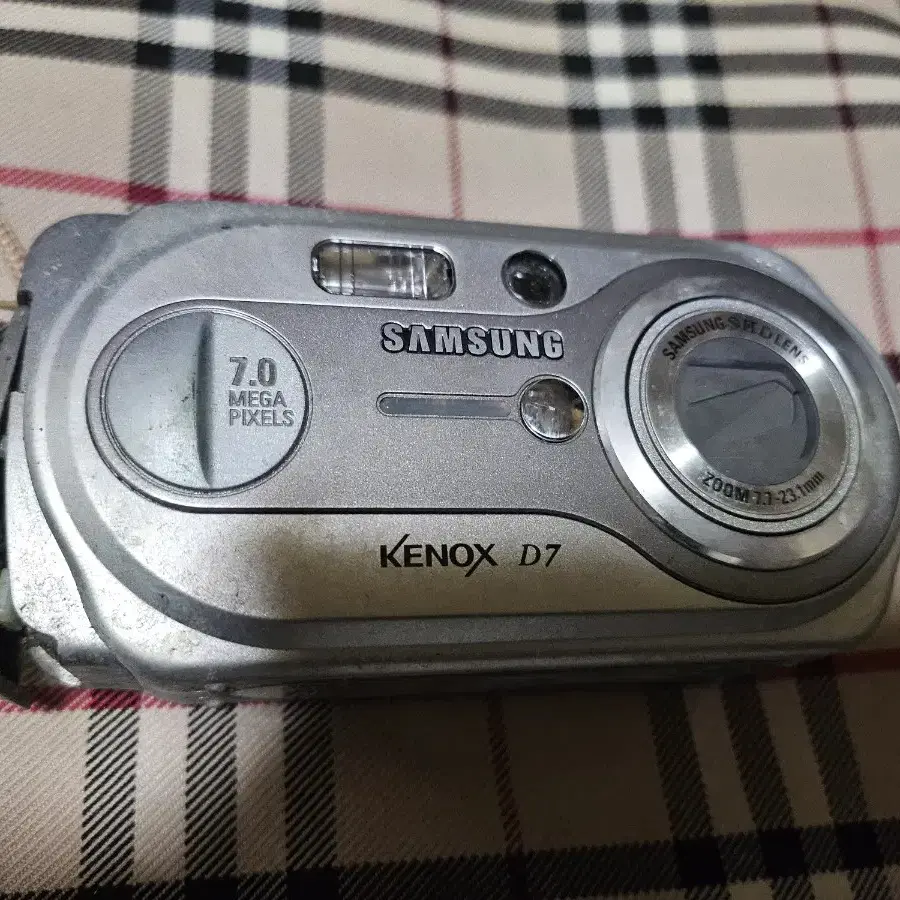 SAMSUNG
7.0
MEGA
PIXELS
SAMSUNG SHD LENS
ZOOM 7.7-23.1mm
KENOX D7